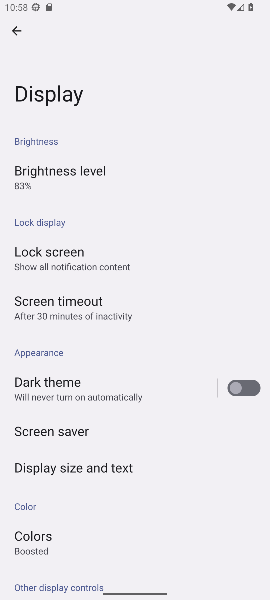 10:58
Display
Brightness
Brightness level
83%
Lock display
Lock screen
Show all notification content
Screen timeout
After 30 minutes of inactivity
Appearance
Dark theme
Will never turn on automatically
Screen saver
Display size and text
Color
Colors
Boosted
Other display controls